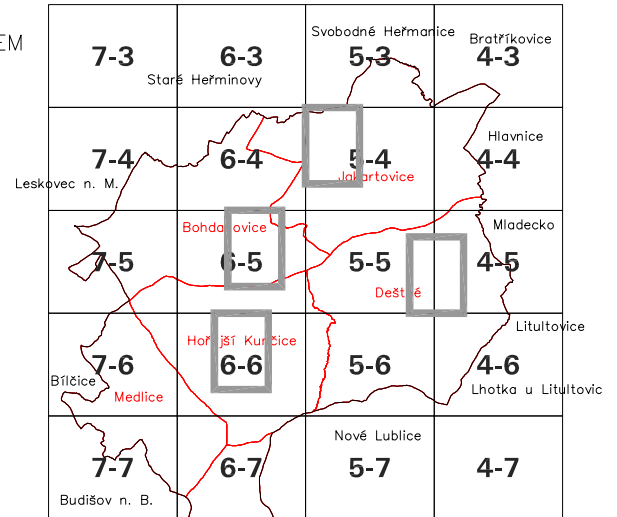 EM
Svobodné Heřmanice
Bratříkovice
7-3 6-3 5-3 4-3
Staré Heřminovy
Hlavnice
7-4 6-4 5-4 4-4
Jakartovice
Leskovec n. M.
Bohdanovice
Mladecko
7-5 6-5 5-5 4-5
Deštné
Litultovice
Hořejší Kunčice
7-6 6-6 5-6 4-6
Bílčice
Medlice
Lhotka u Litultovic
Nové Lublice
7-7 6-7 5-7 4-7
Budišov n. B.